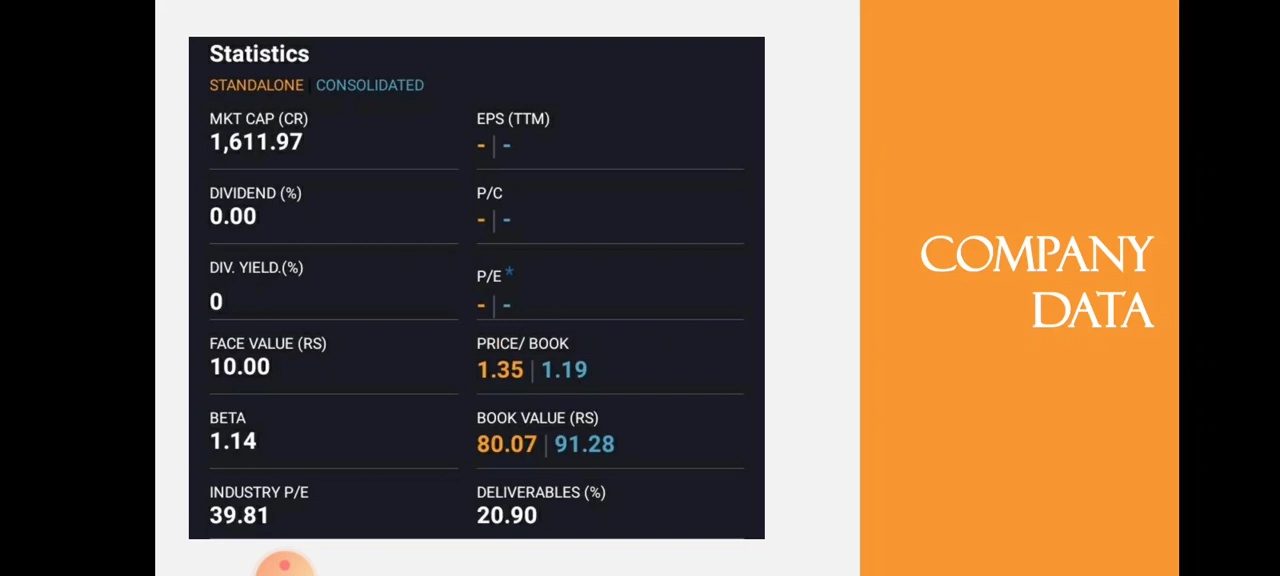 Statistics
STANDALONE | CONSOLIDATED
MKT CAP (CR)
1,611.97
EPS (TTM)
- | -
DIVIDEND (%)
0.00
P/C
- | -
DIV. YIELD.(%)
0
P/E *
- | -
FACE VALUE (RS)
10.00
PRICE/ BOOK
1.35 | 1.19
BETA
1.14
BOOK VALUE (RS)
80.07 | 91.28
INDUSTRY P/E
39.81
DELIVERABLES (%)
20.90
COMPANY
DATA